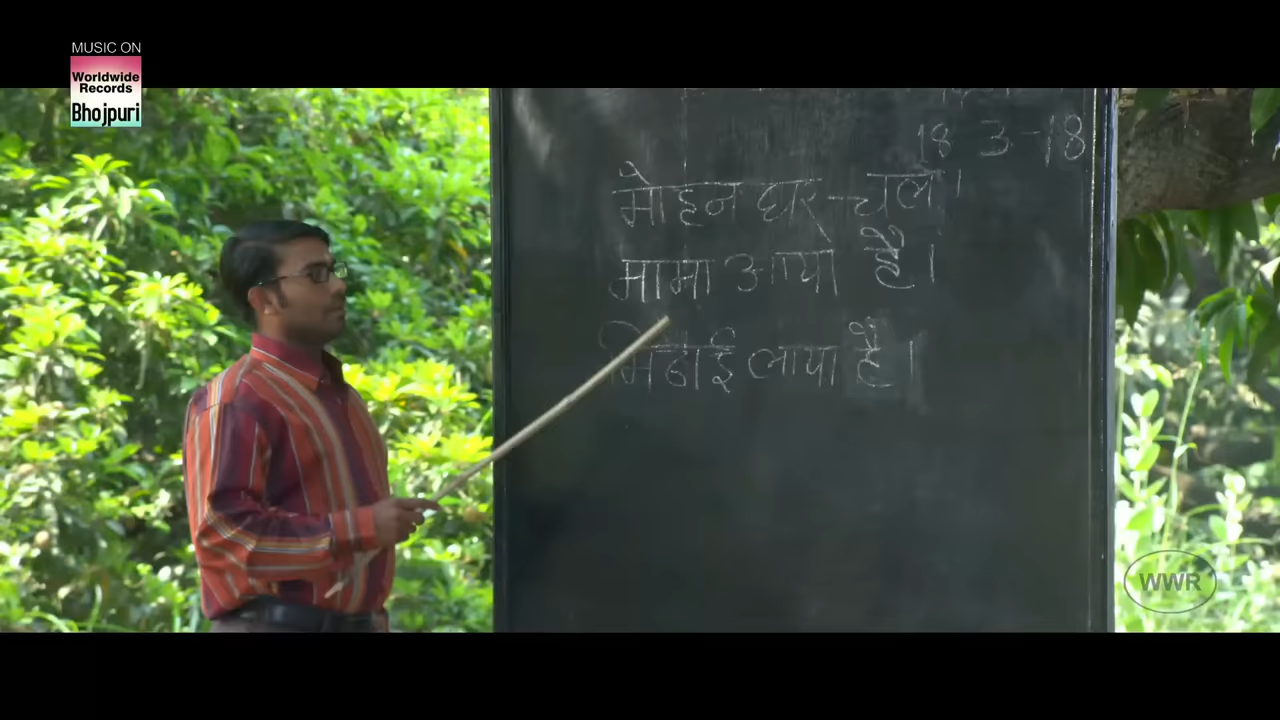 MUSIC ON
Worldwide
Records
Bhojpuri
18 3-18
मोहन घर चल।
मामा आया है।
मिठाई लाया है।
WWR